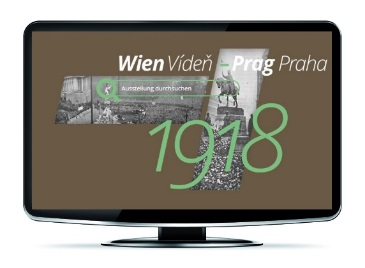 Wien Vídeň – Prag Praha
Ausstellung durchsuchen
1918